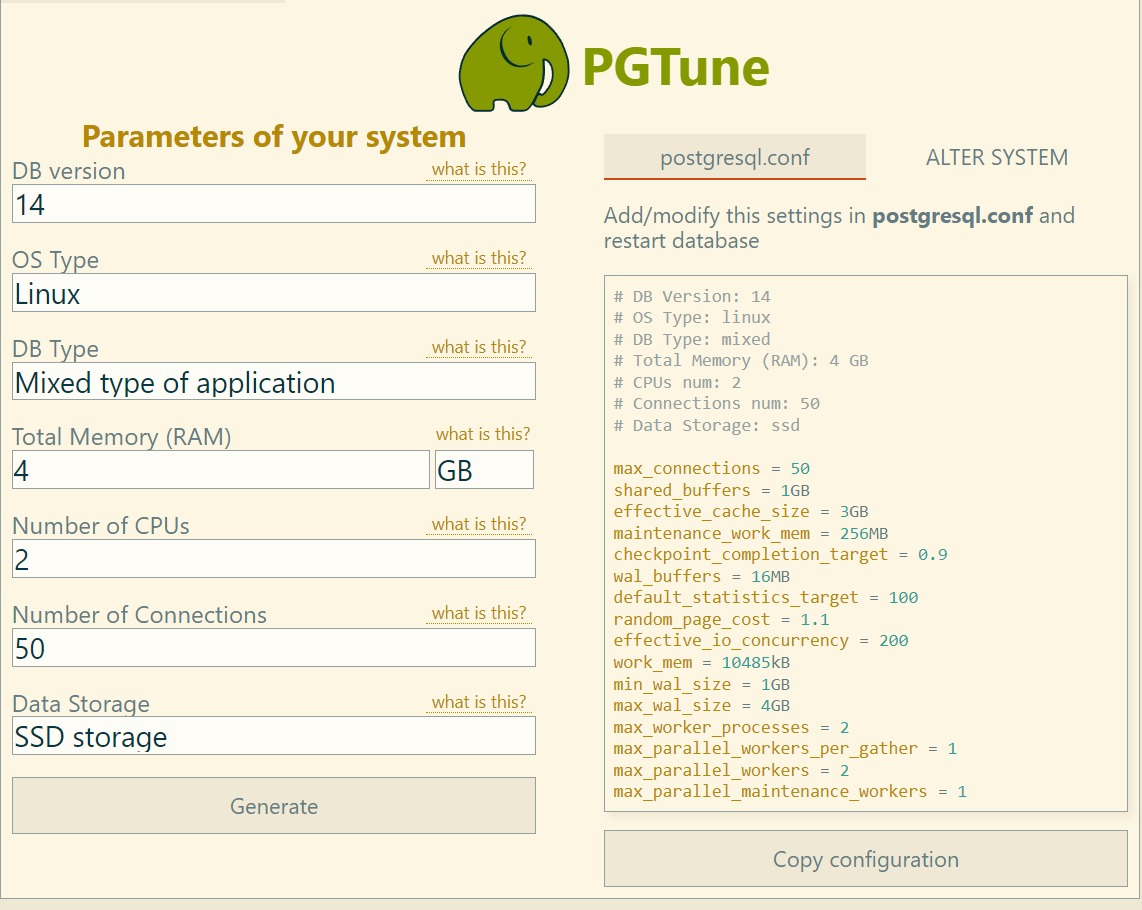 PGTune
Parameters of your system
DB version what is this?
14
OS Type what is this?
Linux
DB Type what is this?
Mixed type of application
Total Memory (RAM) what is this?
4 GB
Number of CPUs what is this?
2
Number of Connections what is this?
50
Data Storage what is this?
SSD storage
Generate
postgresql.conf ALTER SYSTEM
Add/modify this settings in postgresql.conf and
restart database
# DB Version: 14
# OS Type: linux
# DB Type: mixed
# Total Memory (RAM): 4 GB
# CPUs num: 2
# Connections num: 50
# Data Storage: ssd
max_connections = 50
shared_buffers = 1GB
effective_cache_size = 3GB
maintenance_work_mem = 256MB
checkpoint_completion_target = 0.9
wal_buffers = 16MB
default_statistics_target = 100
random_page_cost = 1.1
effective_io_concurrency = 200
work_mem = 10485kB
min_wal_size = 1GB
max_wal_size = 4GB
max_worker_processes = 2
max_parallel_workers_per_gather = 1
max_parallel_workers = 2
max_parallel_maintenance_workers = 1
Copy configuration